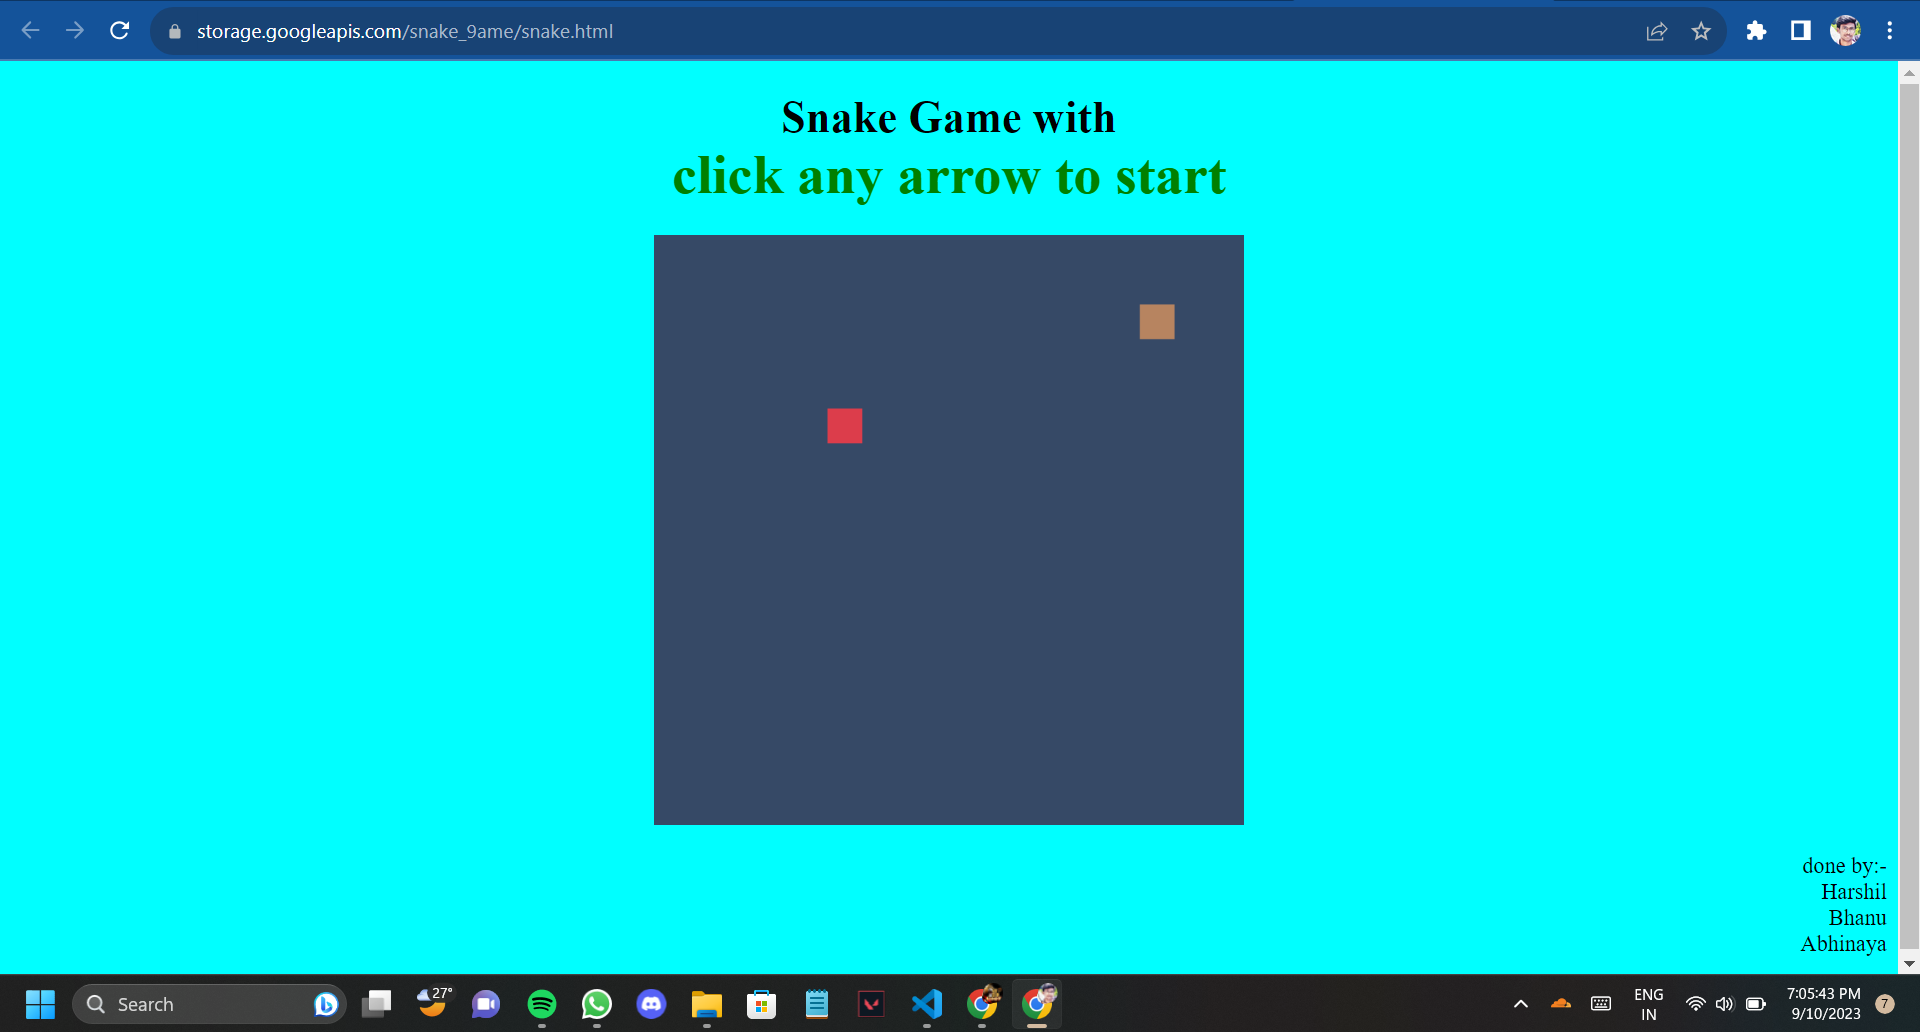 storage.googleapis.com/snake_9ame/snake.html
Snake Game with
click any arrow to start
done by:-
Harshil
Bhanu
Abhinaya
Search
27°
ENG
IN
7:05:43 PM
9/10/2023
7